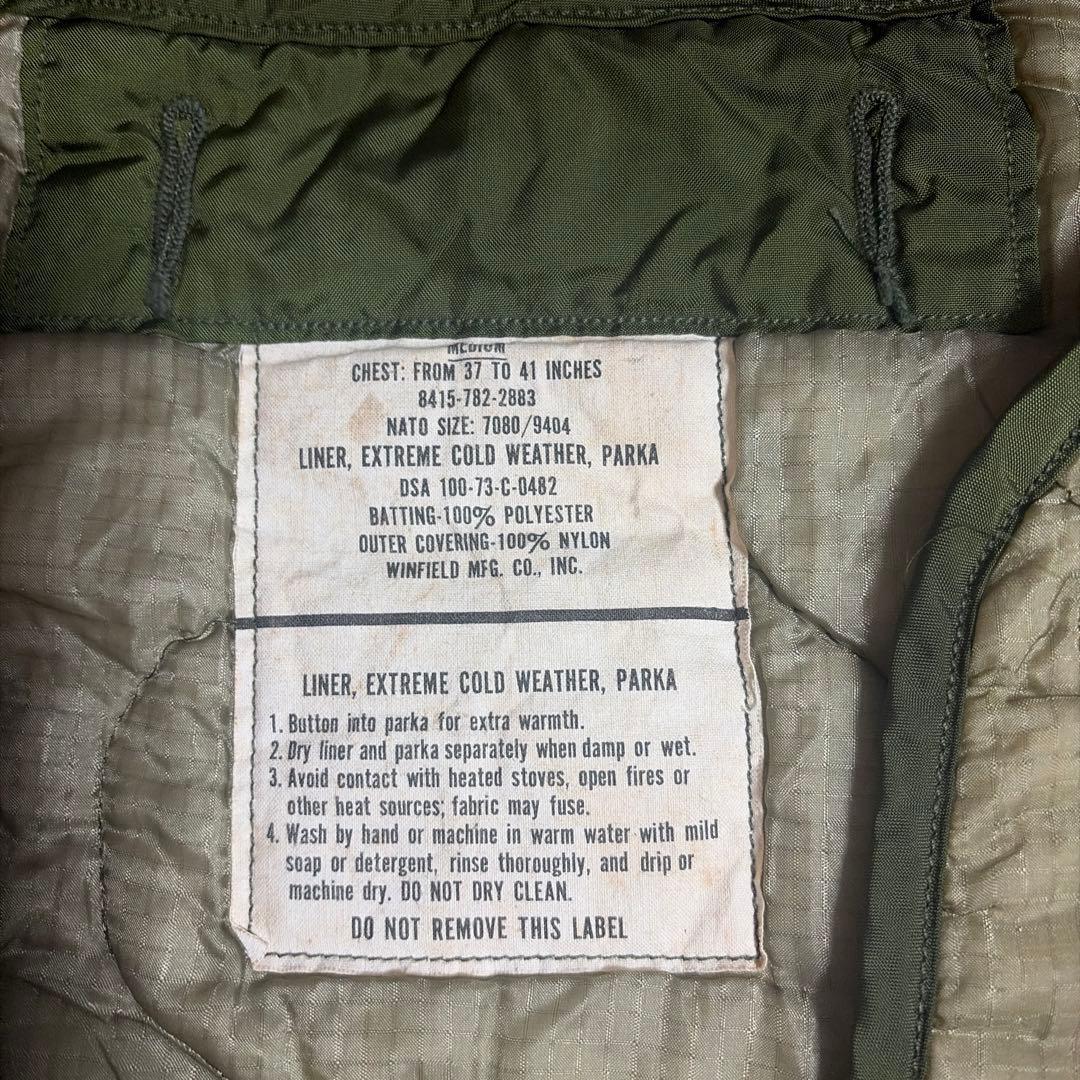 MEDIUM
CHEST: FROM 37 TO 41 INCHES
8415-782-2883
NATO SIZE: 7080/9404
LINER, EXTREME COLD WEATHER, PARKA
DSA 100-73-C-0482
BATTING-100% POLYESTER
OUTER COVERING-100% NYLON
WINFIELD MFG. CO., INC.
LINER, EXTREME COLD WEATHER, PARKA
1. Button into parka for extra warmth.
2. Dry liner and parka separately when damp or wet.
3. Avoid contact with heated stoves, open fires or
other heat sources; fabric may fuse.
4. Wash by hand or machine in warm water with mild
soap or detergent, rinse thoroughly, and drip or
machine dry. DO NOT DRY CLEAN.
DO NOT REMOVE THIS LABEL